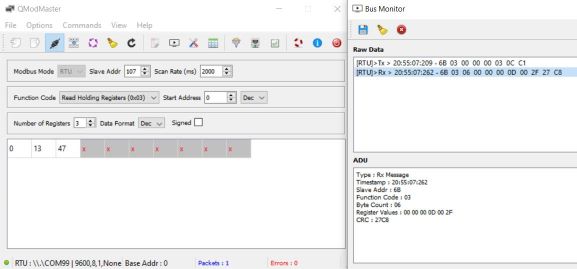 QModMaster
File Options Commands View Help
Modbus Mode RTU Slave Addr 107 Scan Rate (ms) 2000
Function Code Read Holding Registers (0x03) Start Address 0 Dec
Number of Registers 3 Data Format Dec Signed
0 13 47 x x x x x x x
RTU : \\.\COM99 | 9600,8,1,None Base Addr : 0 Packets : 1 Errors : 0
Bus Monitor
Raw Data
[RTU]>Tx > 20:55:07:209 - 6B 03 00 00 00 03 0C C1
[RTU]>Rx > 20:55:07:262 - 6B 03 06 00 00 00 0D 00 2F 27 C8
ADU
Type : Rx Message
Timestamp : 20:55:07:262
Slave Addr : 6B
Function Code : 03
Byte Count : 06
Register Values : 00 00 00 0D 00 2F
CRC : 27C8